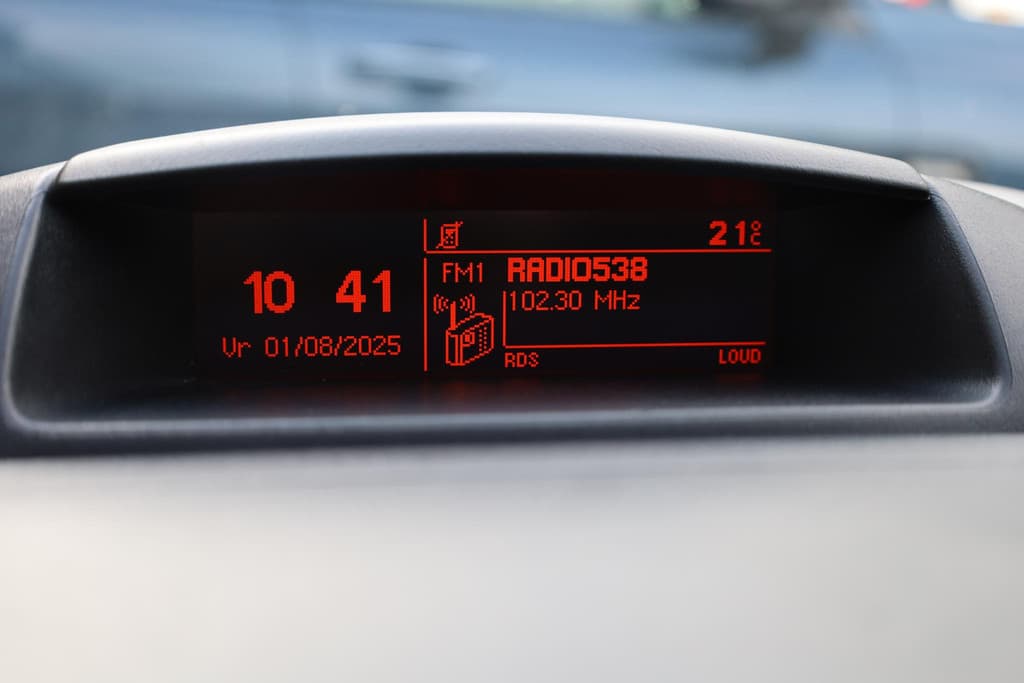 10 41
Vr 01/08/2025
21°C
FM1 RADIO538
102.30 MHz
RDS LOUD